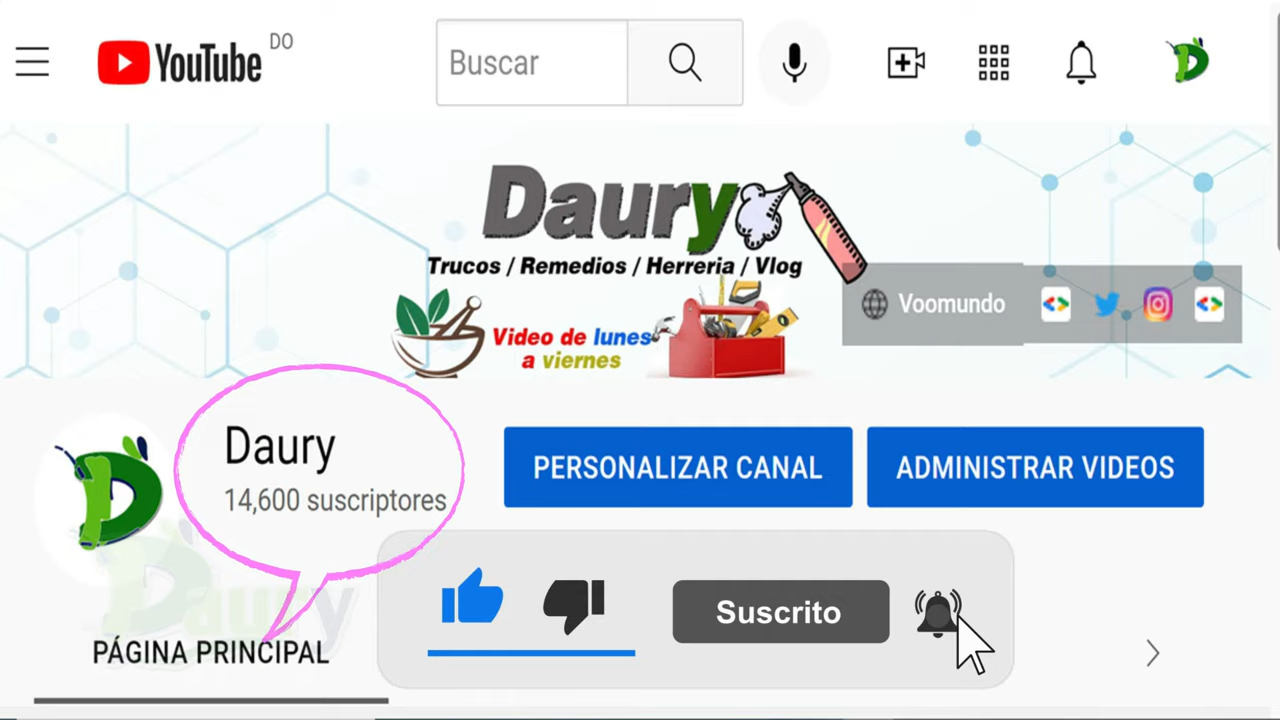 YouTube DO
Buscar
Daury
Trucos / Remedios / Herreria / Vlog
Voomundo
Video de lunes
a viernes
Daury
14,600 suscriptores
PERSONALIZAR CANAL
ADMINISTRAR VIDEOS
Daury
Suscrito
PÁGINA PRINCIPAL